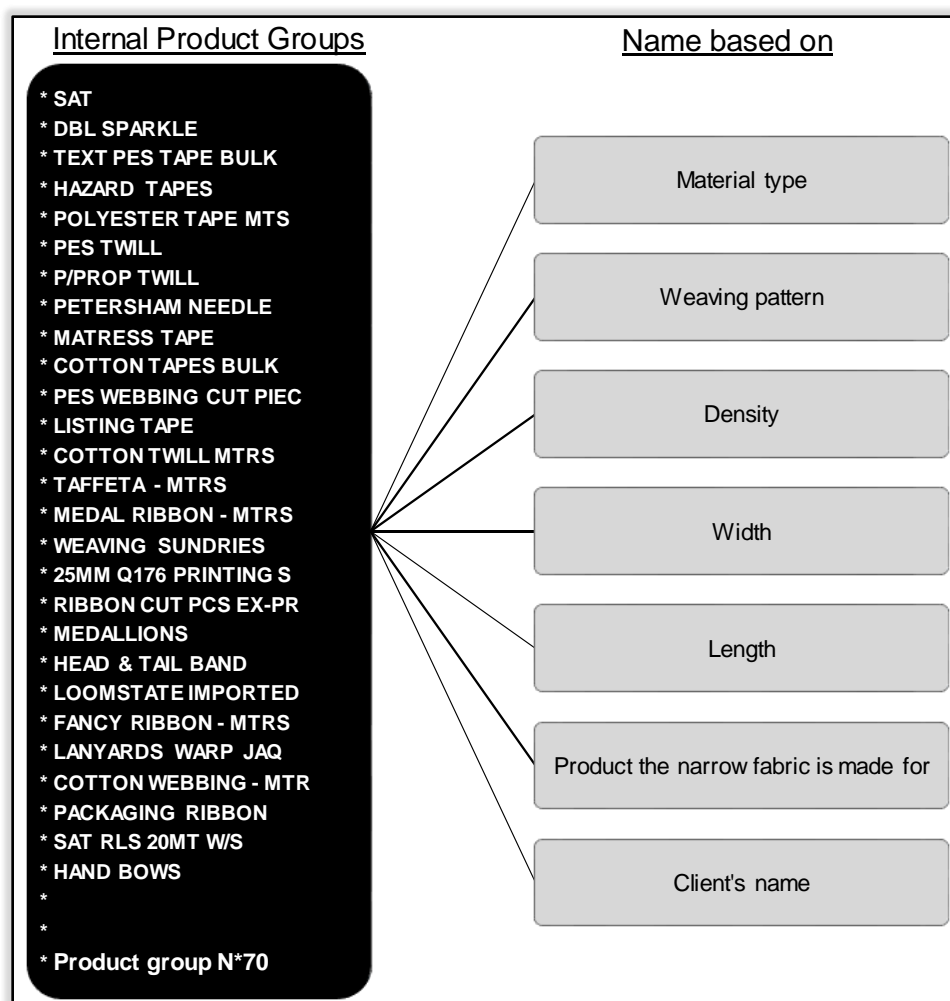 Internal Product Groups
* SAT
* DBL SPARKLE
* TEXT PES TAPE BULK
* HAZARD TAPES
* POLYESTER TAPE MTS
* PES TWILL
* P/PROP TWILL
* PETERSHAM NEEDLE
* MATRESS TAPE
* COTTON TAPES BULK
* PES WEBBING CUT PIEC
* LISTING TAPE
* COTTON TWILL MTRS
* TAFFETA - MTRS
* MEDAL RIBBON - MTRS
* WEAVING SUNDRIES
* 25MM Q176 PRINTING S
* RIBBON CUT PCS EX-PR
* MEDALLIONS
* HEAD & TAIL BAND
* LOOMSTATE IMPORTED
* FANCY RIBBON - MTRS
* LANYARDS WARP JAQ
* COTTON WEBBING - MTR
* PACKAGING RIBBON
* SAT RLS 20MT W/S
* HAND BOWS
*
*
* Product group N*70
Name based on
Material type
Weaving pattern
Density
Width
Length
Product the narrow fabric is made for
Client's name